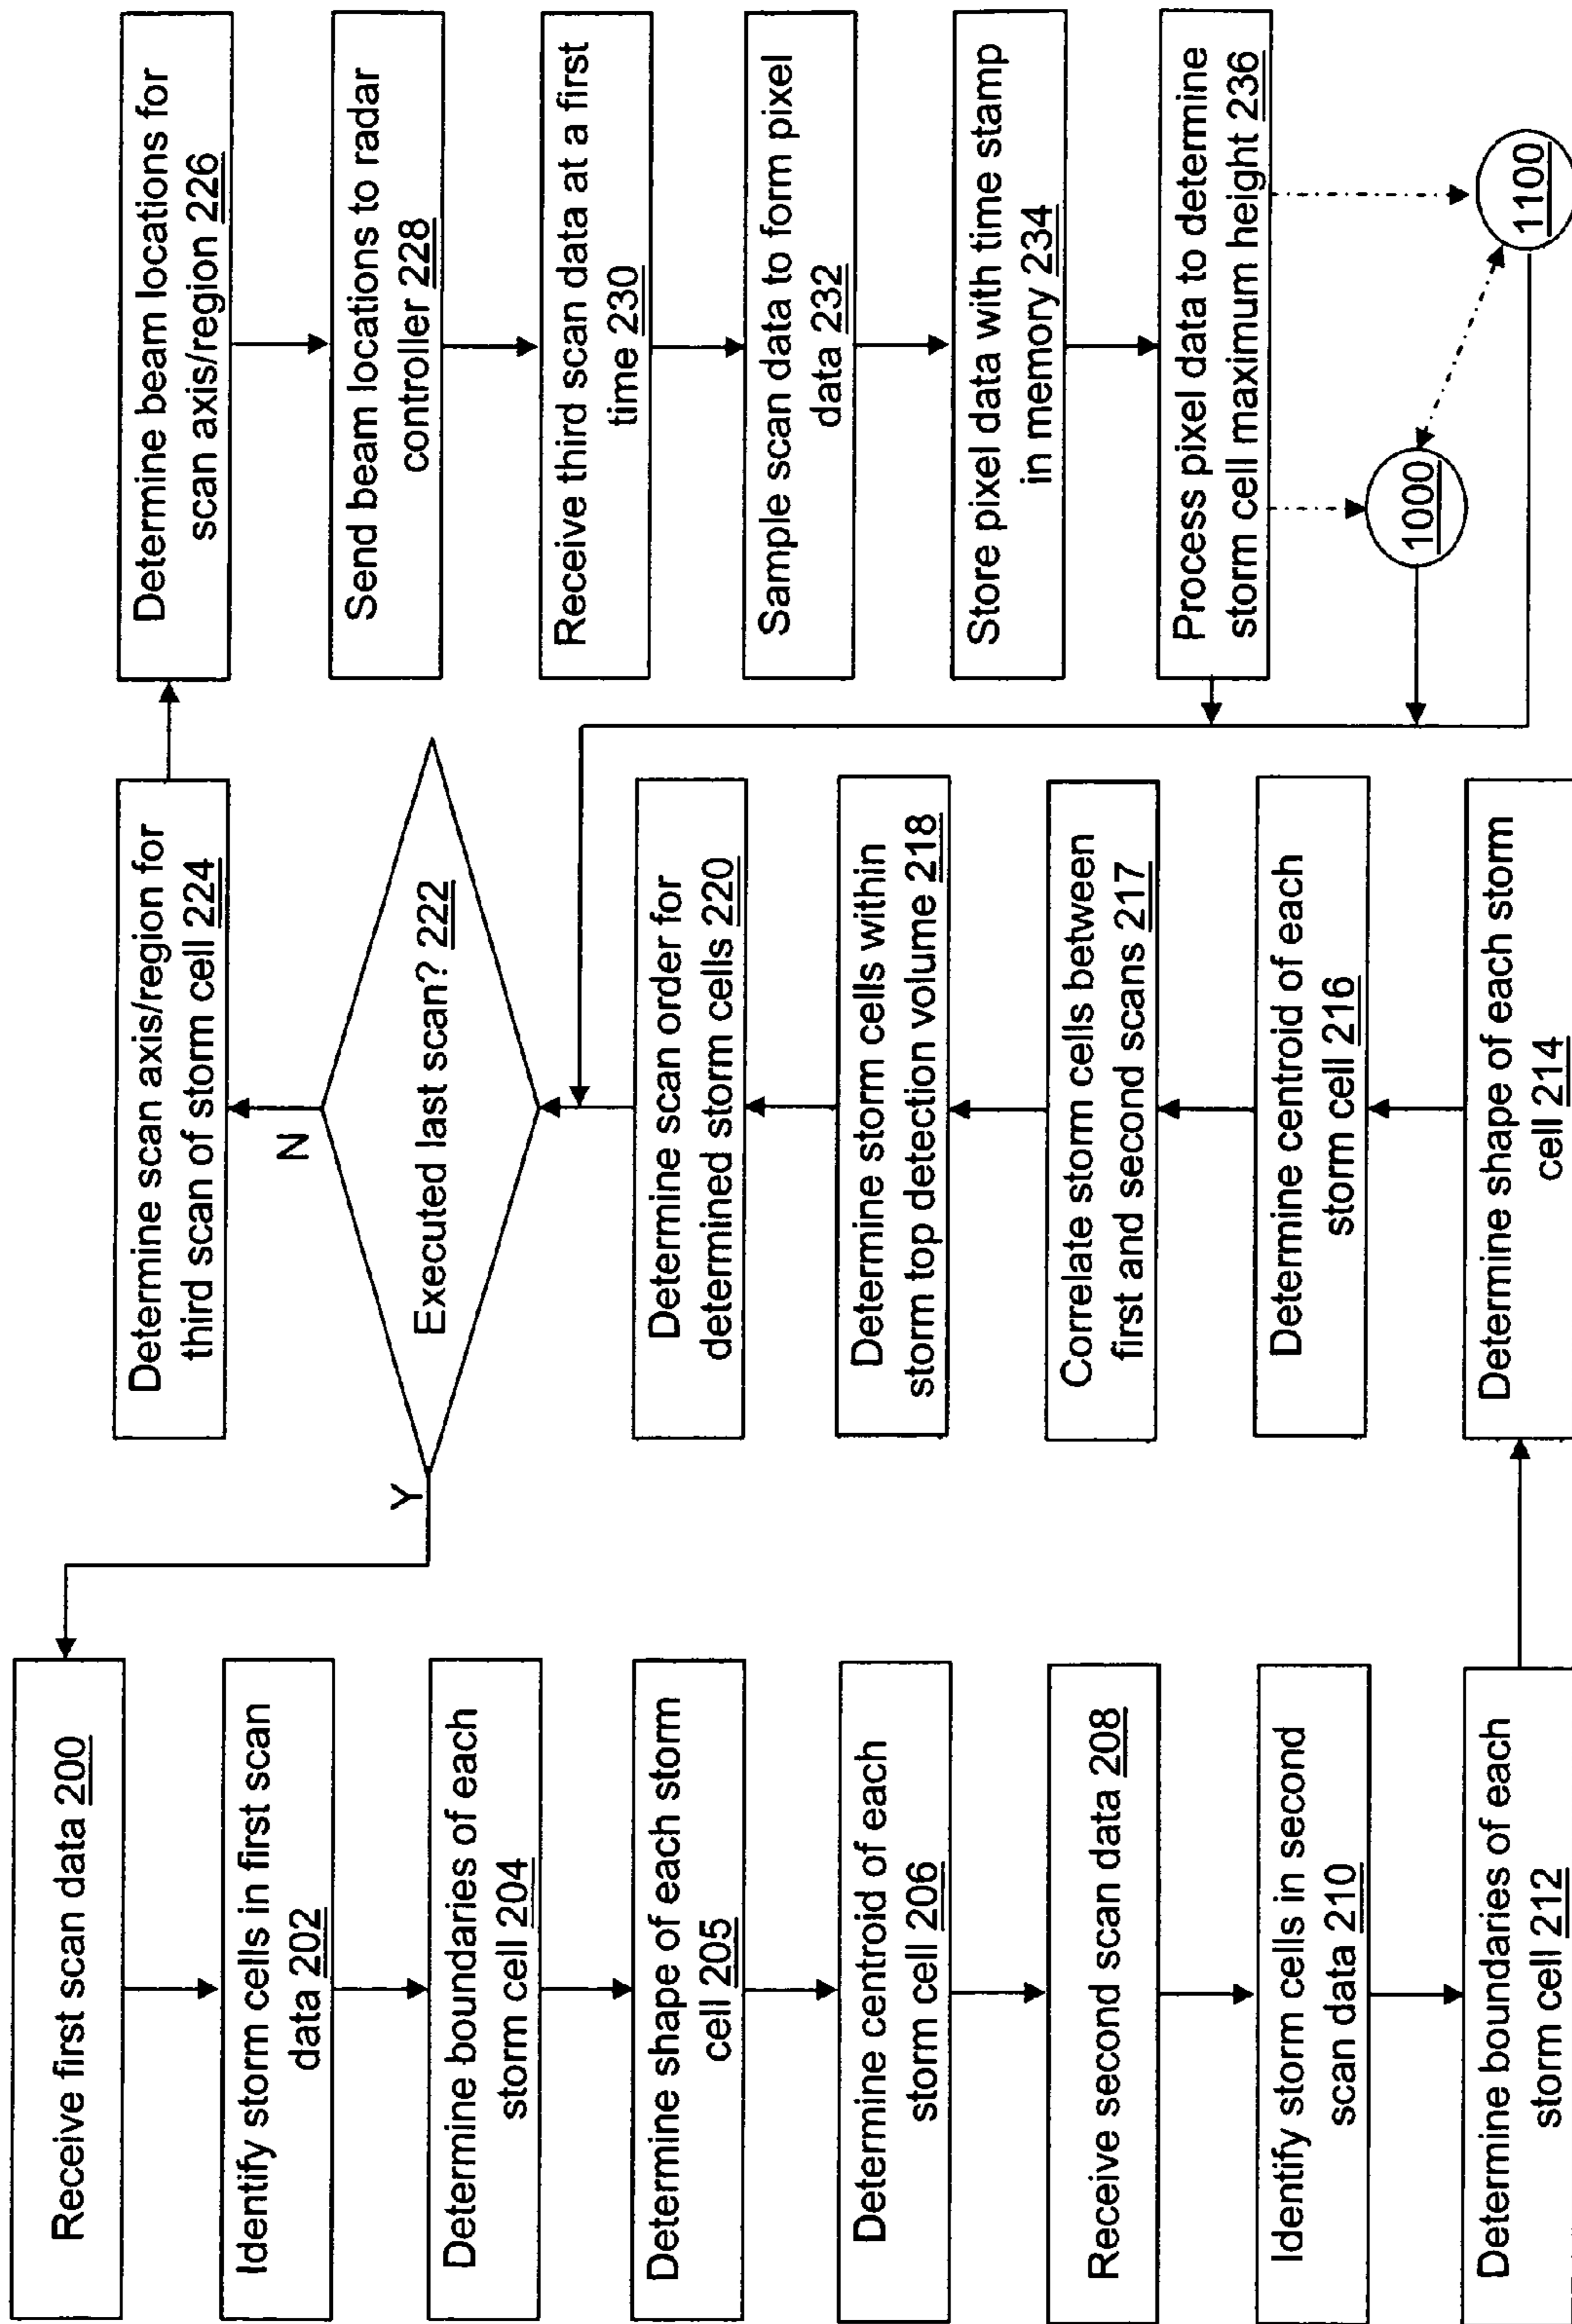 Receive first scan data 200
Identify storm cells in first scan
data 202
Determine boundaries of each
storm cell 204
Determine shape of each storm
cell 205
Determine centroid of each
storm cell 206
Receive second scan data 208
Identify storm cells in second
scan data 210
Determine boundaries of each
storm cell 212
Determine shape of each storm
cell 214
Determine centroid of each
storm cell 216
Correlate storm cells between
first and second scans 217
Determine storm cells within
storm top detection volume 218
Determine scan order for
determined storm cells 220
Executed last scan? 222
Y
N
Determine scan axis/region for
third scan of storm cell 224
Determine beam locations for
scan axis/region 226
Send beam locations to radar
controller 228
Receive third scan data at a first
time 230
Sample scan data to form pixel
data 232
Store pixel data with time stamp
in memory 234
Process pixel data to determine
storm cell maximum height 236
1000
1100